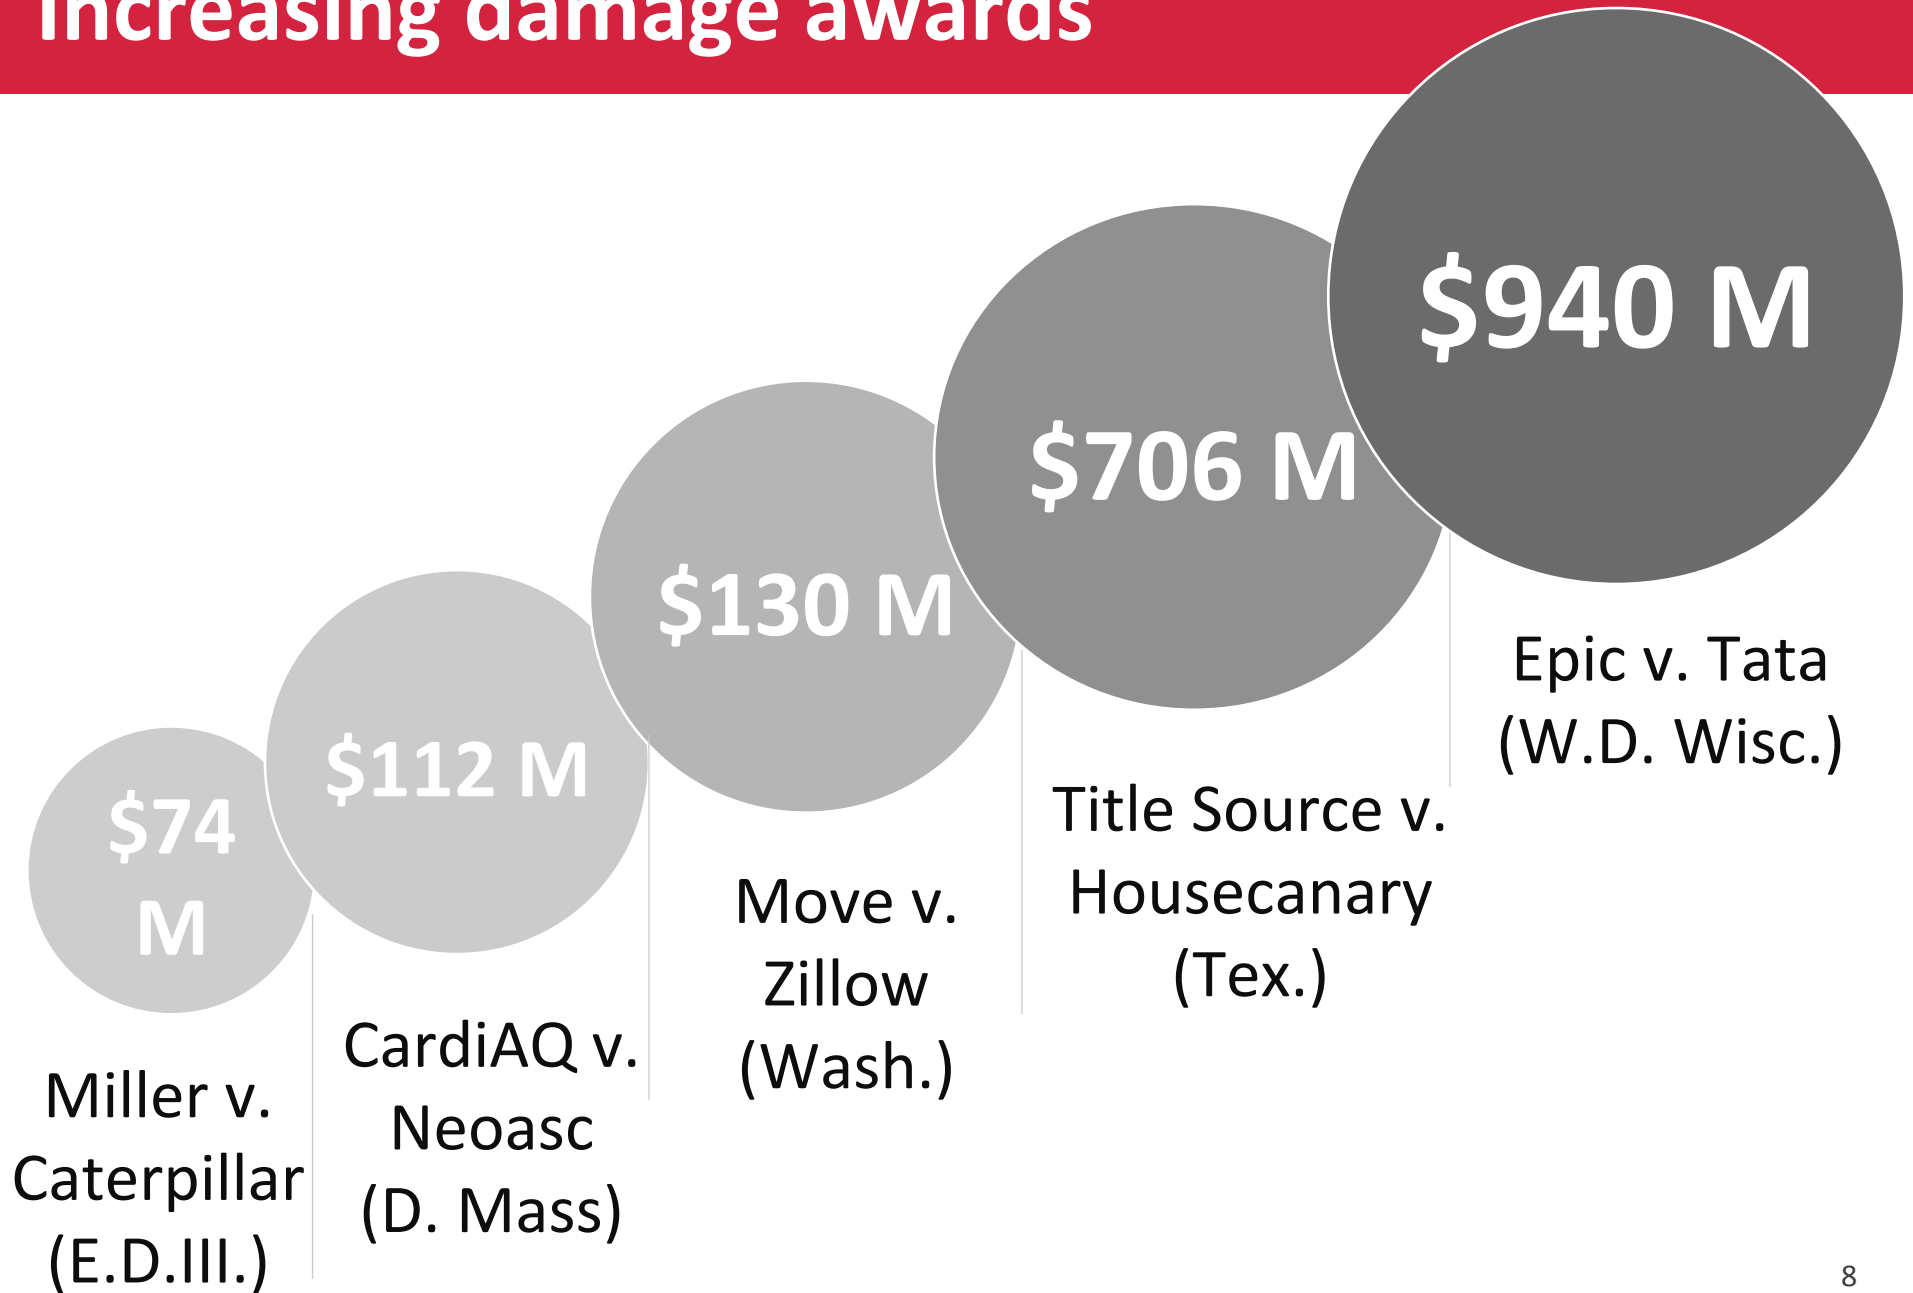 Increasing damage awards
$940 M
$706 M
$130 M
$112 M
$74
M
Epic v. Tata
(W.D. Wisc.)
Title Source v.
Housecanary
(Tex.)
Move v.
Zillow
(Wash.)
CardiAQ v.
Neoasc
(D. Mass)
Miller v.
Caterpillar
(E.D.III.)
8